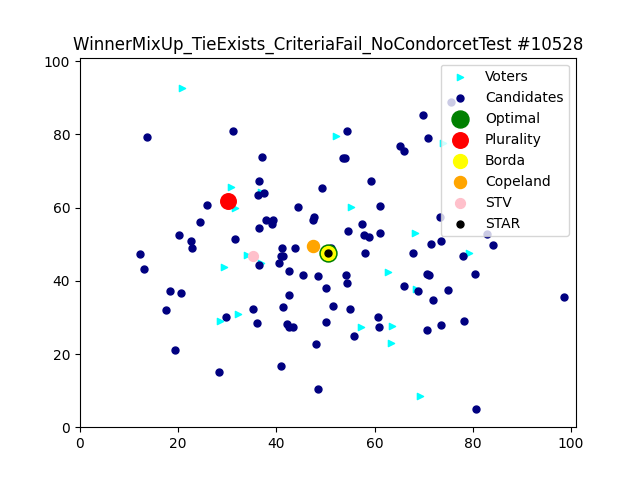 WinnerMixUp_TieExists_CriteriaFail_NoCondorcetTest #10528
100
80
60
40
20
0
0 20 40 60 80 100
Voters
Candidates
Optimal
Plurality
Borda
Copeland
STV
STAR